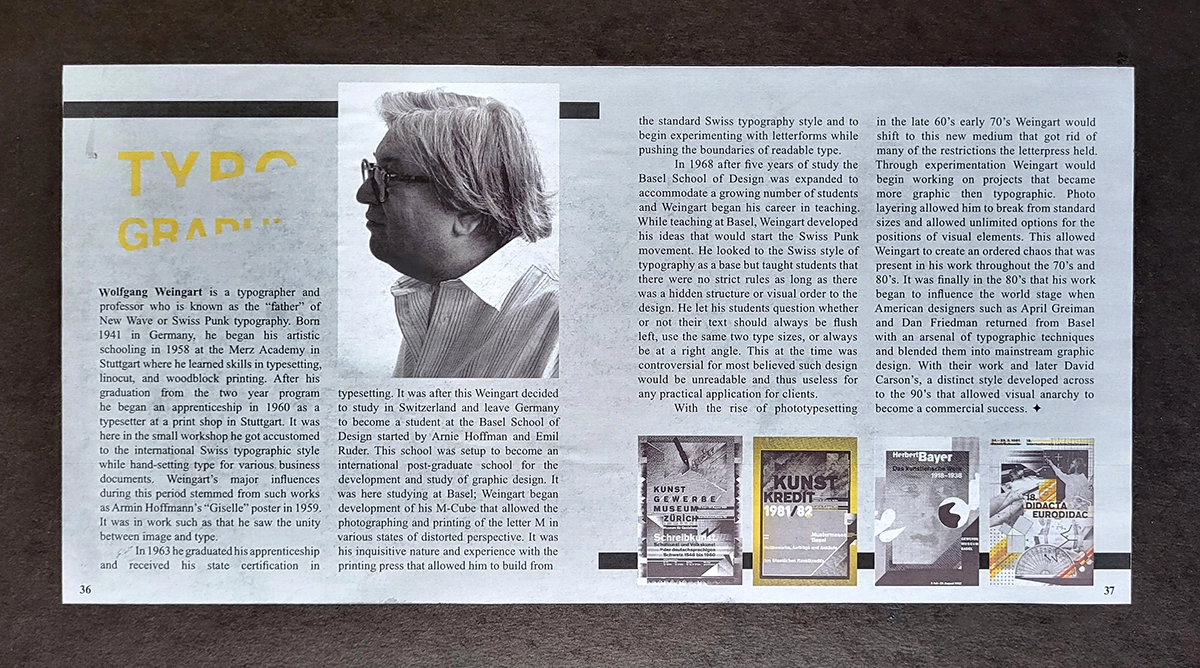 TYPO
GRAPHI
Wolfgang Weingart is a typographer and
professor who is known as the “father” of
New Wave or Swiss Punk typography. Born
1941 in Germany, he began his artistic
schooling in 1958 at the Merz Academy in
Stuttgart where he learned skills in typesetting,
linocut, and woodblock printing. After his
graduation from the two year program
he began an apprenticeship in 1960 as a
typesetter at a print shop in Stuttgart. It was
here in the small workshop he got accustomed
to the international Swiss typographic style
while hand-setting type for various business
documents. Weingart’s major influences
during this period stemmed from such works
as Armin Hoffmann’s “Giselle” poster in 1959.
It was in work such as that he saw the unity
between image and type.
In 1963 he graduated his apprenticeship
and received his state certification in
typesetting. It was after this Weingart decided
to study in Switzerland and leave Germany
to become a student at the Basel School of
Design started by Arnie Hoffman and Emil
Ruder. This school was setup to become an
international post-graduate school for the
development and study of graphic design. It
was here studying at Basel; Weingart began
development of his M-Cube that allowed the
photographing and printing of the letter M in
various states of distorted perspective. It was
his inquisitive nature and experience with the
printing press that allowed him to build from
36
the standard Swiss typography style and to
begin experimenting with letterforms while
pushing the boundaries of readable type.
In 1968 after five years of study the
Basel School of Design was expanded to
accommodate a growing number of students
and Weingart began his career in teaching.
While teaching at Basel, Weingart developed
his ideas that would start the Swiss Punk
movement. He looked to the Swiss style of
typography as a base but taught students that
there were no strict rules as long as there
was a hidden structure or visual order to the
design. He let his students question whether
or not their text should always be flush
left, use the same two type sizes, or always
be at a right angle. This at the time was
controversial for most believed such design
would be unreadable and thus useless for
any practical application for clients.
With the rise of phototypesetting
in the late 60’s early 70’s Weingart would
shift to this new medium that got rid of
many of the restrictions the letterpress held.
Through experimentation Weingart would
begin working on projects that became
more graphic then typographic. Photo
layering allowed him to break from standard
sizes and allowed unlimited options for the
positions of visual elements. This allowed
Weingart to create an ordered chaos that was
present in his work throughout the 70’s and
80’s. It was finally in the 80’s that his work
began to influence the world stage when
American designers such as April Greiman
and Dan Friedman returned from Basel
with an arsenal of typographic techniques
and blended them into mainstream graphic
design. With their work and later David
Carson’s, a distinct style developed across
to the 90’s that allowed visual anarchy to
become a commercial success. ✦
KUNST
GEWERBE
MUSEUM
ZÜRICH
Schreibkunst.
Schulkunst und Volkskunst
der deutschsprachigen
Schweiz 1548 bis 1980
KUNST
KREDIT
1981/82
Mustermesse
Basel
Herbert Bayer
Das künstlerische Werk
1918-1938
18.
DIDACTA
EURODIDAC
37